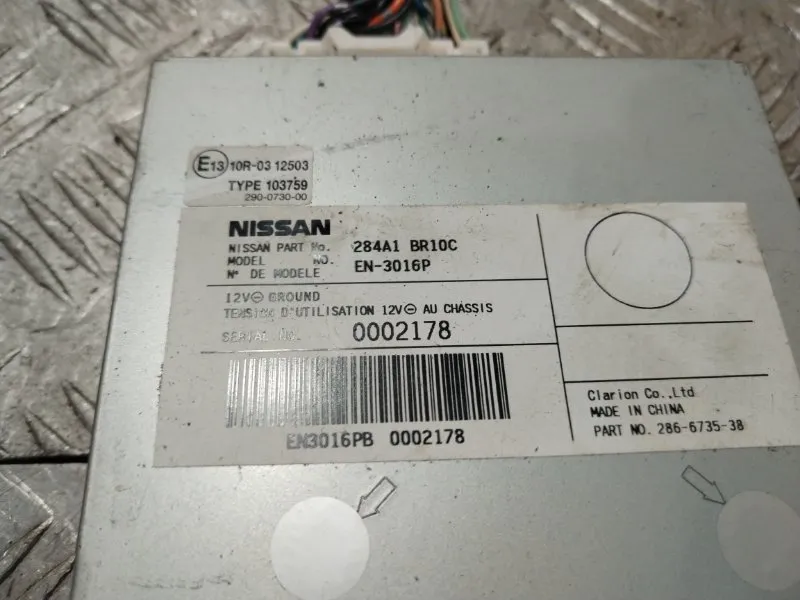 E13 10R-03 12503
TYPE 103759
290-0730-00
NISSAN
NISSAN PART No. 284A1 BR10C
MODEL NO. EN-3016P
N° DE MODELE
12V⊖ GROUND
TENSION D'UTILISATION 12V⊖ AU CHASSIS
SERIAL NO. 0002178
EN3016PB 0002178
Clarion Co.,Ltd
MADE IN CHINA
PART NO. 286-6735-38